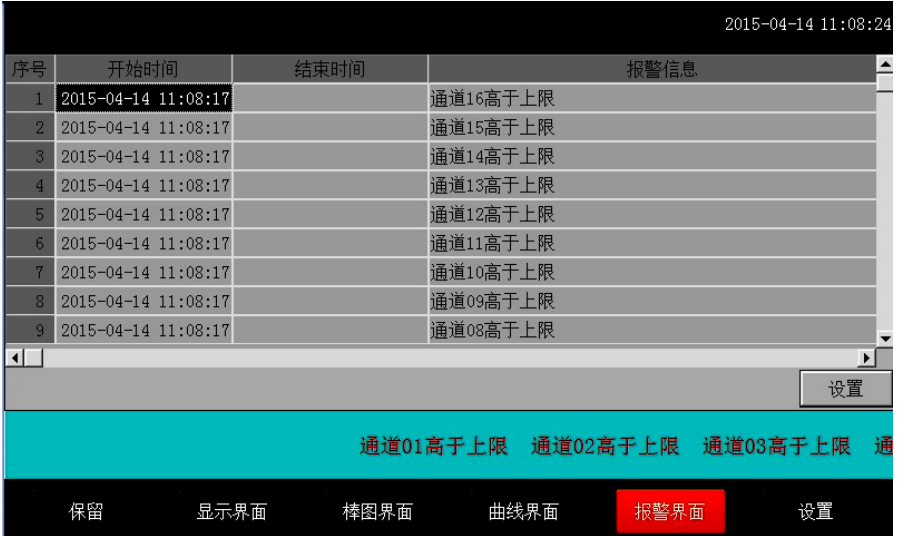 2015-04-14 11:08:24
序号 开始时间 结束时间 报警信息
1 2015-04-14 11:08:17 通道16高于上限
2 2015-04-14 11:08:17 通道15高于上限
3 2015-04-14 11:08:17 通道14高于上限
4 2015-04-14 11:08:17 通道13高于上限
5 2015-04-14 11:08:17 通道12高于上限
6 2015-04-14 11:08:17 通道11高于上限
7 2015-04-14 11:08:17 通道10高于上限
8 2015-04-14 11:08:17 通道09高于上限
9 2015-04-14 11:08:17 通道08高于上限
设置
通道01高于上限 通道02高于上限 通道03高于上限 通
保留 显示界面 棒图界面 曲线界面 报警界面 设置